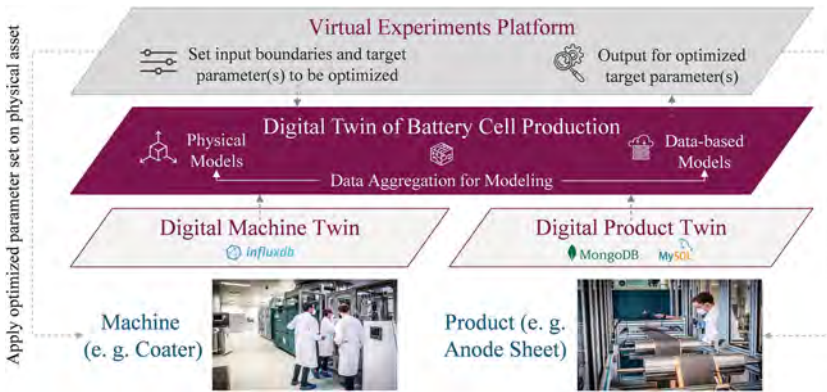 Virtual Experiments Platform
Set input boundaries and target
parameter(s) to be optimized
Output for optimized
target parameter(s)
Digital Twin of Battery Cell Production
Physical
Models
Data-based
Models
Data Aggregation for Modeling
Digital Machine Twin
influxdb
Digital Product Twin
MongoDB
MySQL
Machine
(e. g. Coater)
Product (e. g.
Anode Sheet)
Apply optimized parameter set on physical asset